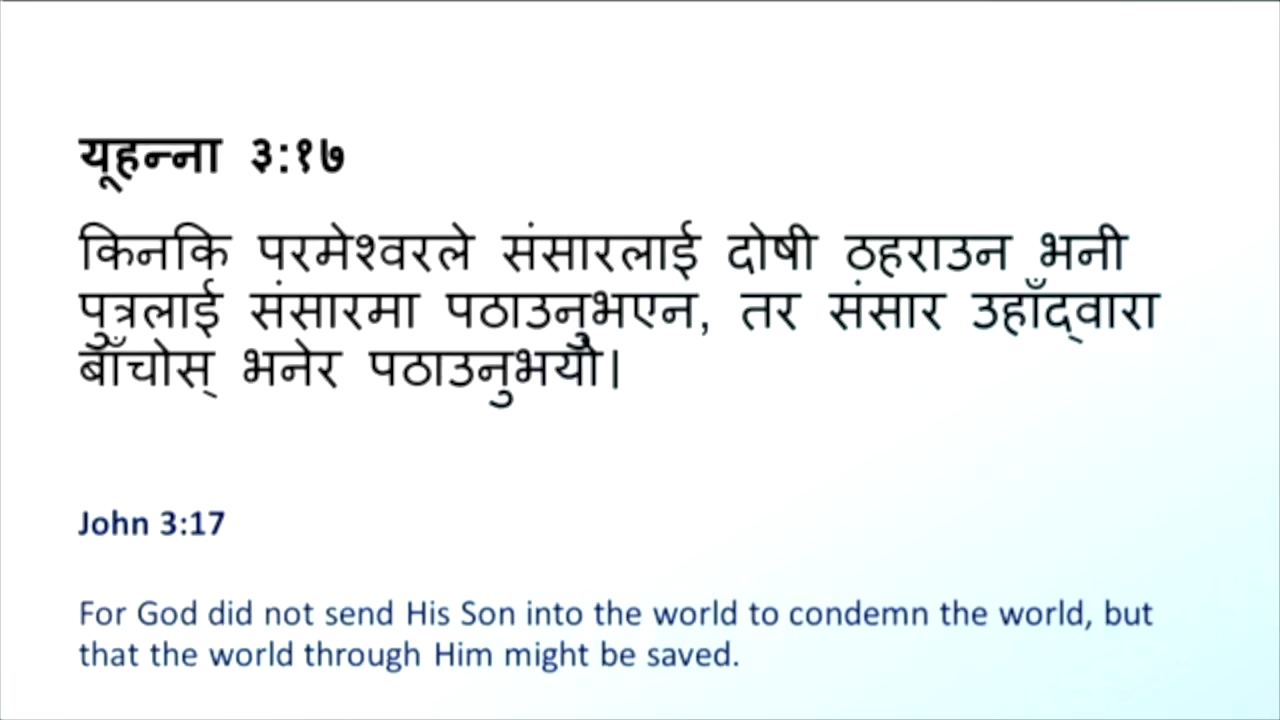 यूहन्ना ३:१७
किनकि परमेश्वरले संसारलाई दोषी ठहराउन भनी
पुत्रलाई संसारमा पठाउनुभएन, तर संसार उहाँद्वारा
बाँचोस् भनेर पठाउनुभयो।
John 3:17
For God did not send His Son into the world to condemn the world, but
that the world through Him might be saved.